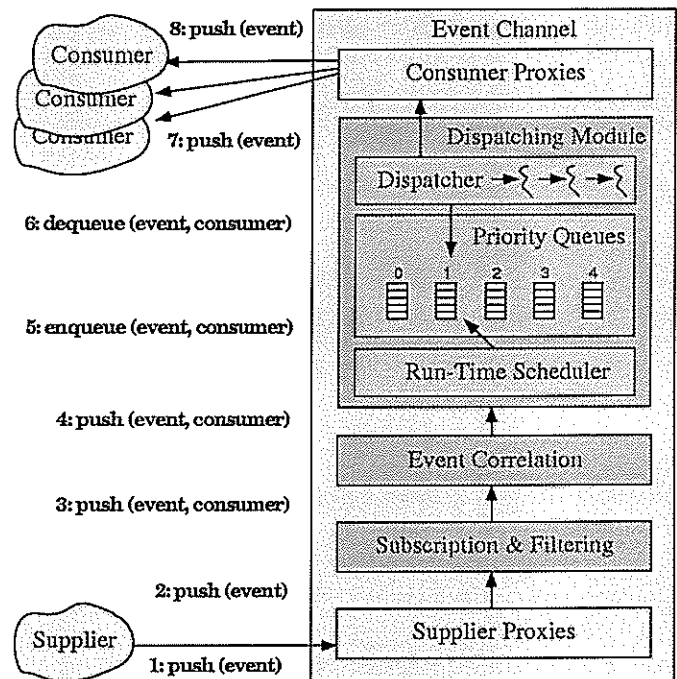 8: push (event)
Event Channel
Consumer
Consumer Proxies
Consumer
Consumer
7: push (event)
Dispatching Module
Dispatcher
6: dequeue (event, consumer)
Priority Queues
0 1 2 3 4
5: enqueue (event, consumer)
Run-Time Scheduler
4: push (event, consumer)
Event Correlation
3: push (event, consumer)
Subscription & Filtering
2: push (event)
Supplier
Supplier Proxies
1: push (event)